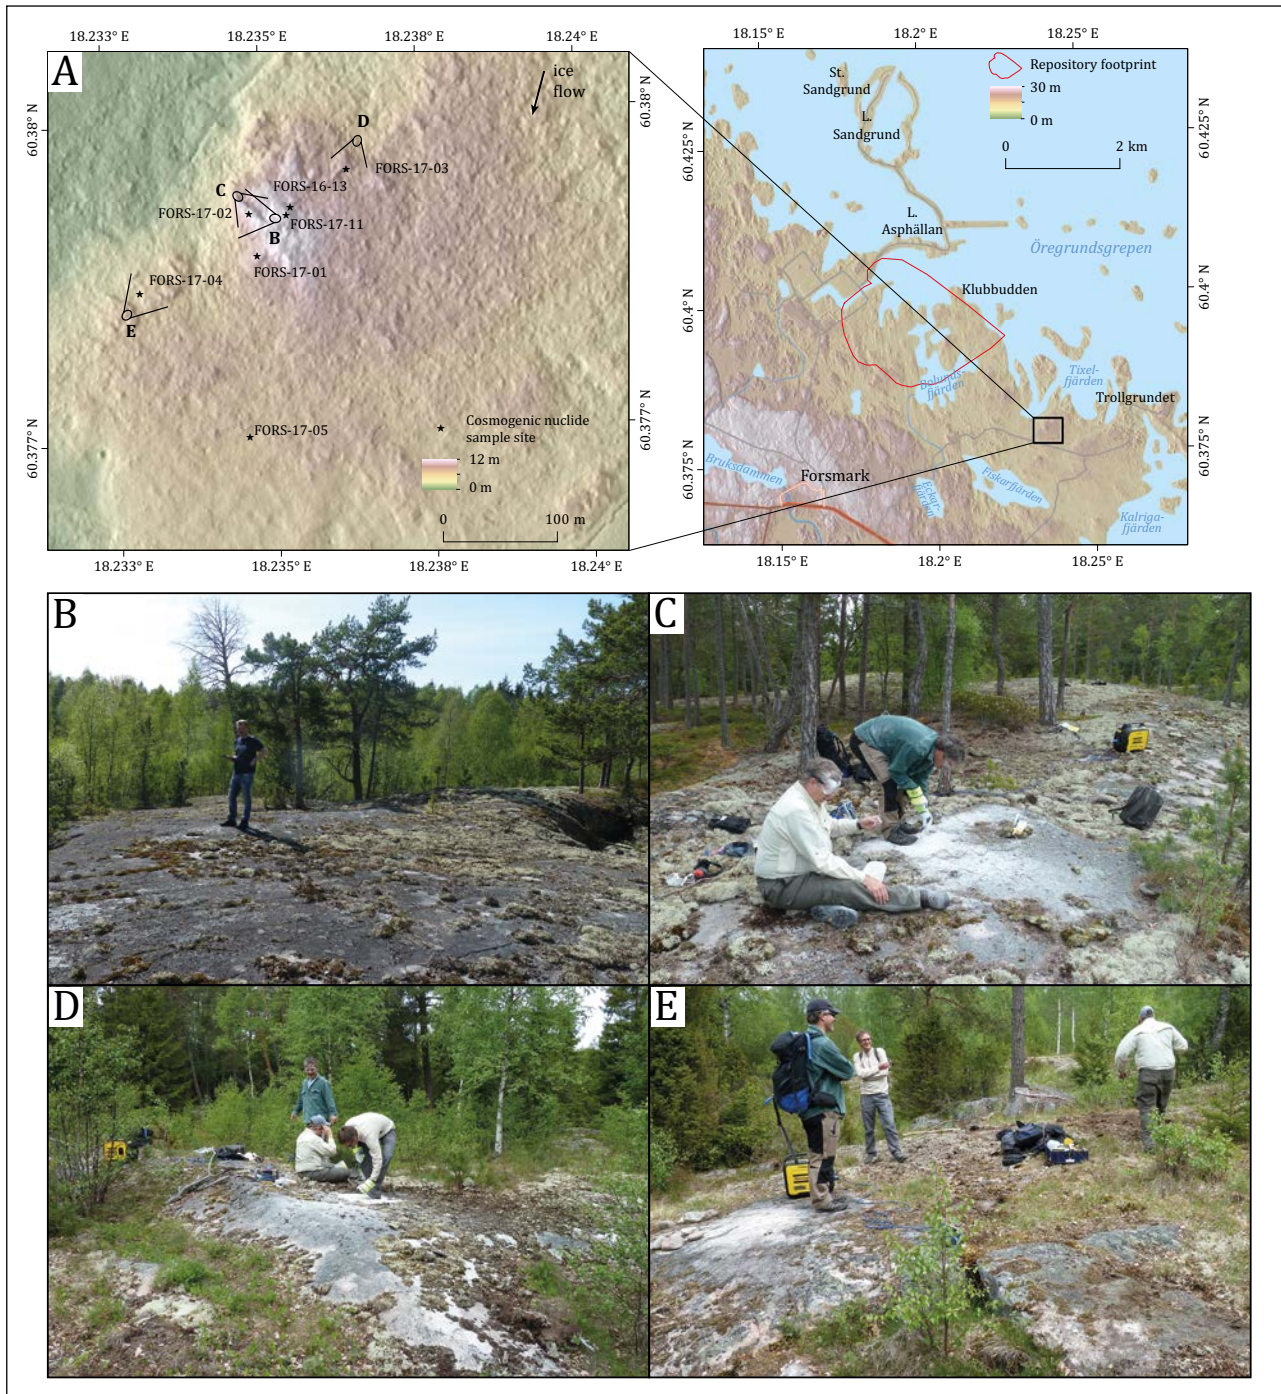 18.233° E
18.235° E
18.238° E
18.24° E
A
ice
flow
60.38° N
60.38° N
D
FORS-17-03
C
FORS-16-13
FORS-17-02
FORS-17-11
B
FORS-17-01
FORS-17-04
E
60.377° N
60.377° N
FORS-17-05
Cosmogenic nuclide
sample site
12 m
0 m
0
100 m
18.233° E
18.235° E
18.238° E
18.24° E
18.15° E
18.2° E
18.25° E
St.
Sandgrund
Repository footprint
30 m
0 m
L.
Sandgrund
0
2 km
60.425° N
60.425° N
L.
Asphällan
Öregrundsgrepen
Klubbudden
60.4° N
60.4° N
Bolunds-
fjärden
Tixel-
fjärden
Trollgrundet
60.375° N
60.375° N
Bruksdammen
Forsmark
Eckar-
fjärden
Fiskarfjärden
Kalriga-
fjärden
18.15° E
18.2° E
18.25° E
B
C
D
E